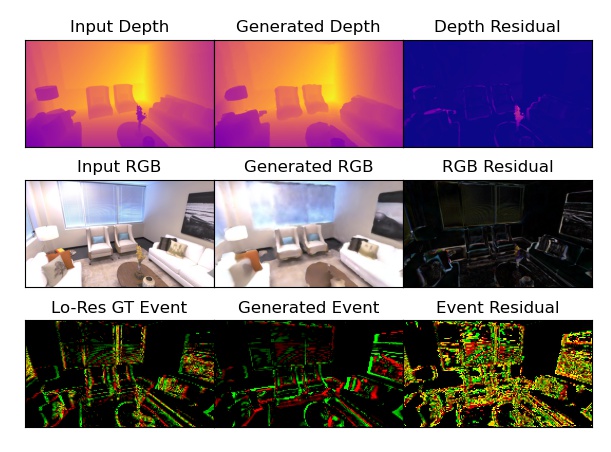 Input Depth Generated Depth Depth Residual
Input RGB Generated RGB RGB Residual
Lo-Res GT Event Generated Event Event Residual